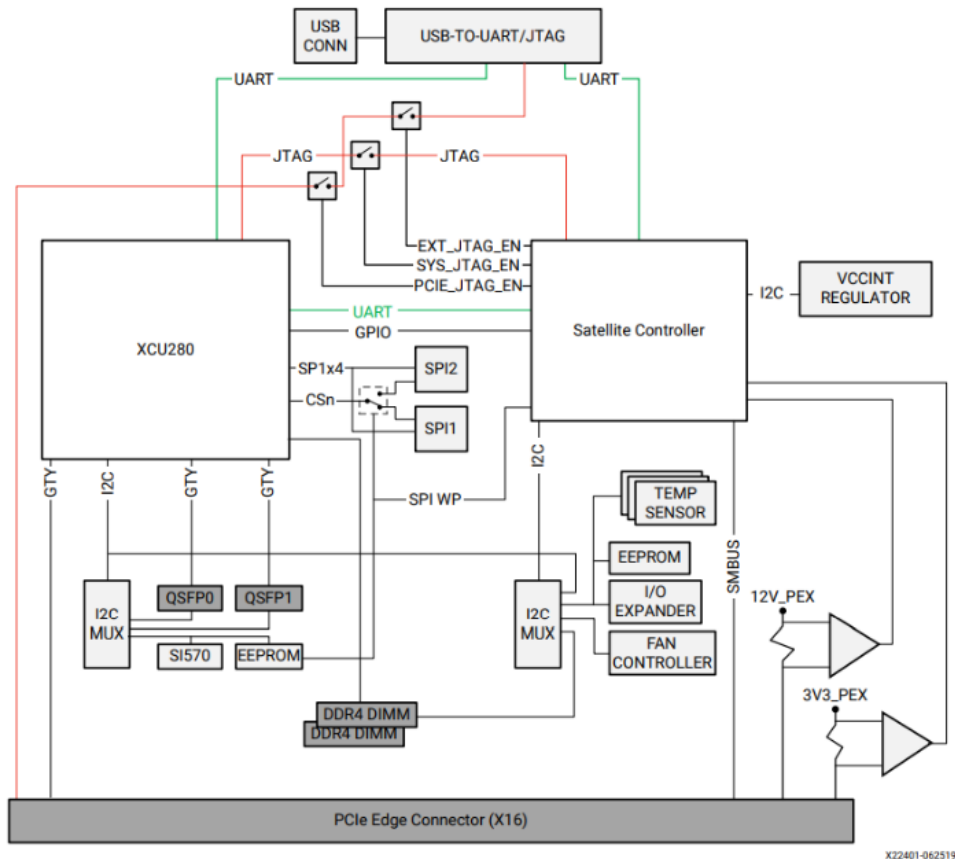 USB
CONN
USB-TO-UART/JTAG
UART
UART
JTAG
JTAG
EXT_JTAG_EN
SYS_JTAG_EN
PCIE_JTAG_EN
UART
GPIO
XCU280
Satellite Controller
I2C
VCCINT
REGULATOR
SP1x4
CSn
SPI2
SPI1
GTY
I2C
GTY
GTY
SPI WP
I2C
SMBUS
TEMP
SENSOR
EEPROM
I/O
EXPANDER
FAN
CONTROLLER
I2C
MUX
QSFP0
QSFP1
SI570
EEPROM
I2C
MUX
12V_PEX
3V3_PEX
DDR4 DIMM
DDR4 DIMM
PCIe Edge Connector (X16)
X22401-062519